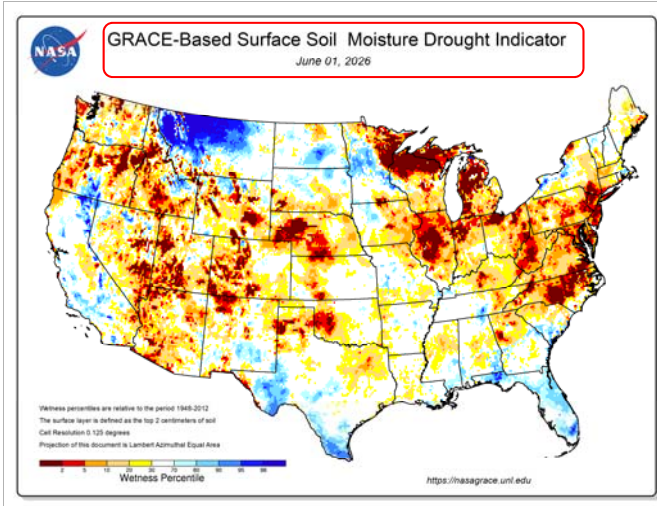 NASA
GRACE-Based Surface Soil Moisture Drought Indicator
June 01, 2026
Wetness percentiles are relative to the period 1948-2012
The surface layer is defined as the top 2 centimeters of soil
Cell Resolution 0.125 degrees
Projection of this document is Lambert Azimuthal Equal Area
2 5 10 20 30 70 80 90 95 98
Wetness Percentile
https://nasagrace.unl.edu